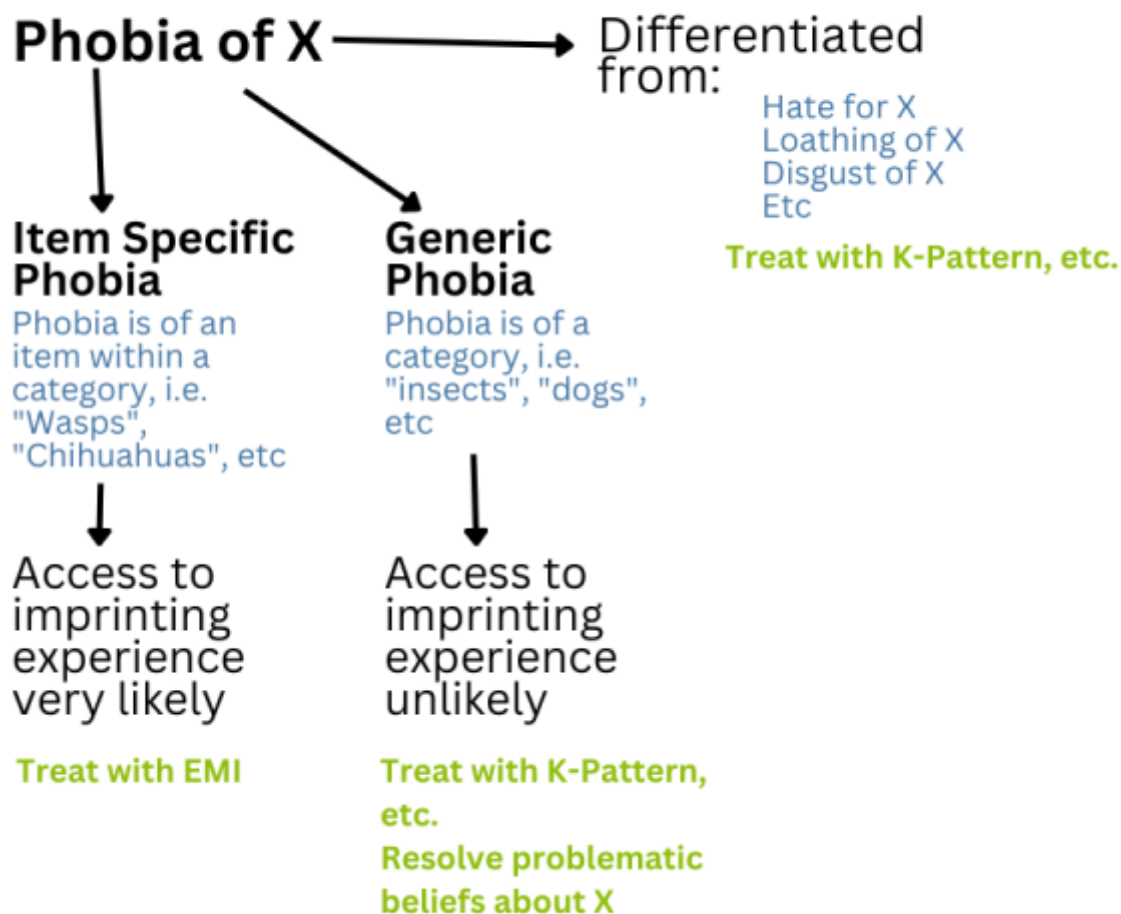 Phobia of X
Differentiated
from:
Hate for X
Loathing of X
Disgust of X
Etc
Treat with K-Pattern, etc.
Item Specific
Phobia
Phobia is of an
item within a
category, i.e.
"Wasps",
"Chihuahuas", etc
Access to
imprinting
experience
very likely
Treat with EMI
Generic
Phobia
Phobia is of a
category, i.e.
"insects", "dogs",
etc
Access to
imprinting
experience
unlikely
Treat with K-Pattern,
etc.
Resolve problematic
beliefs about X